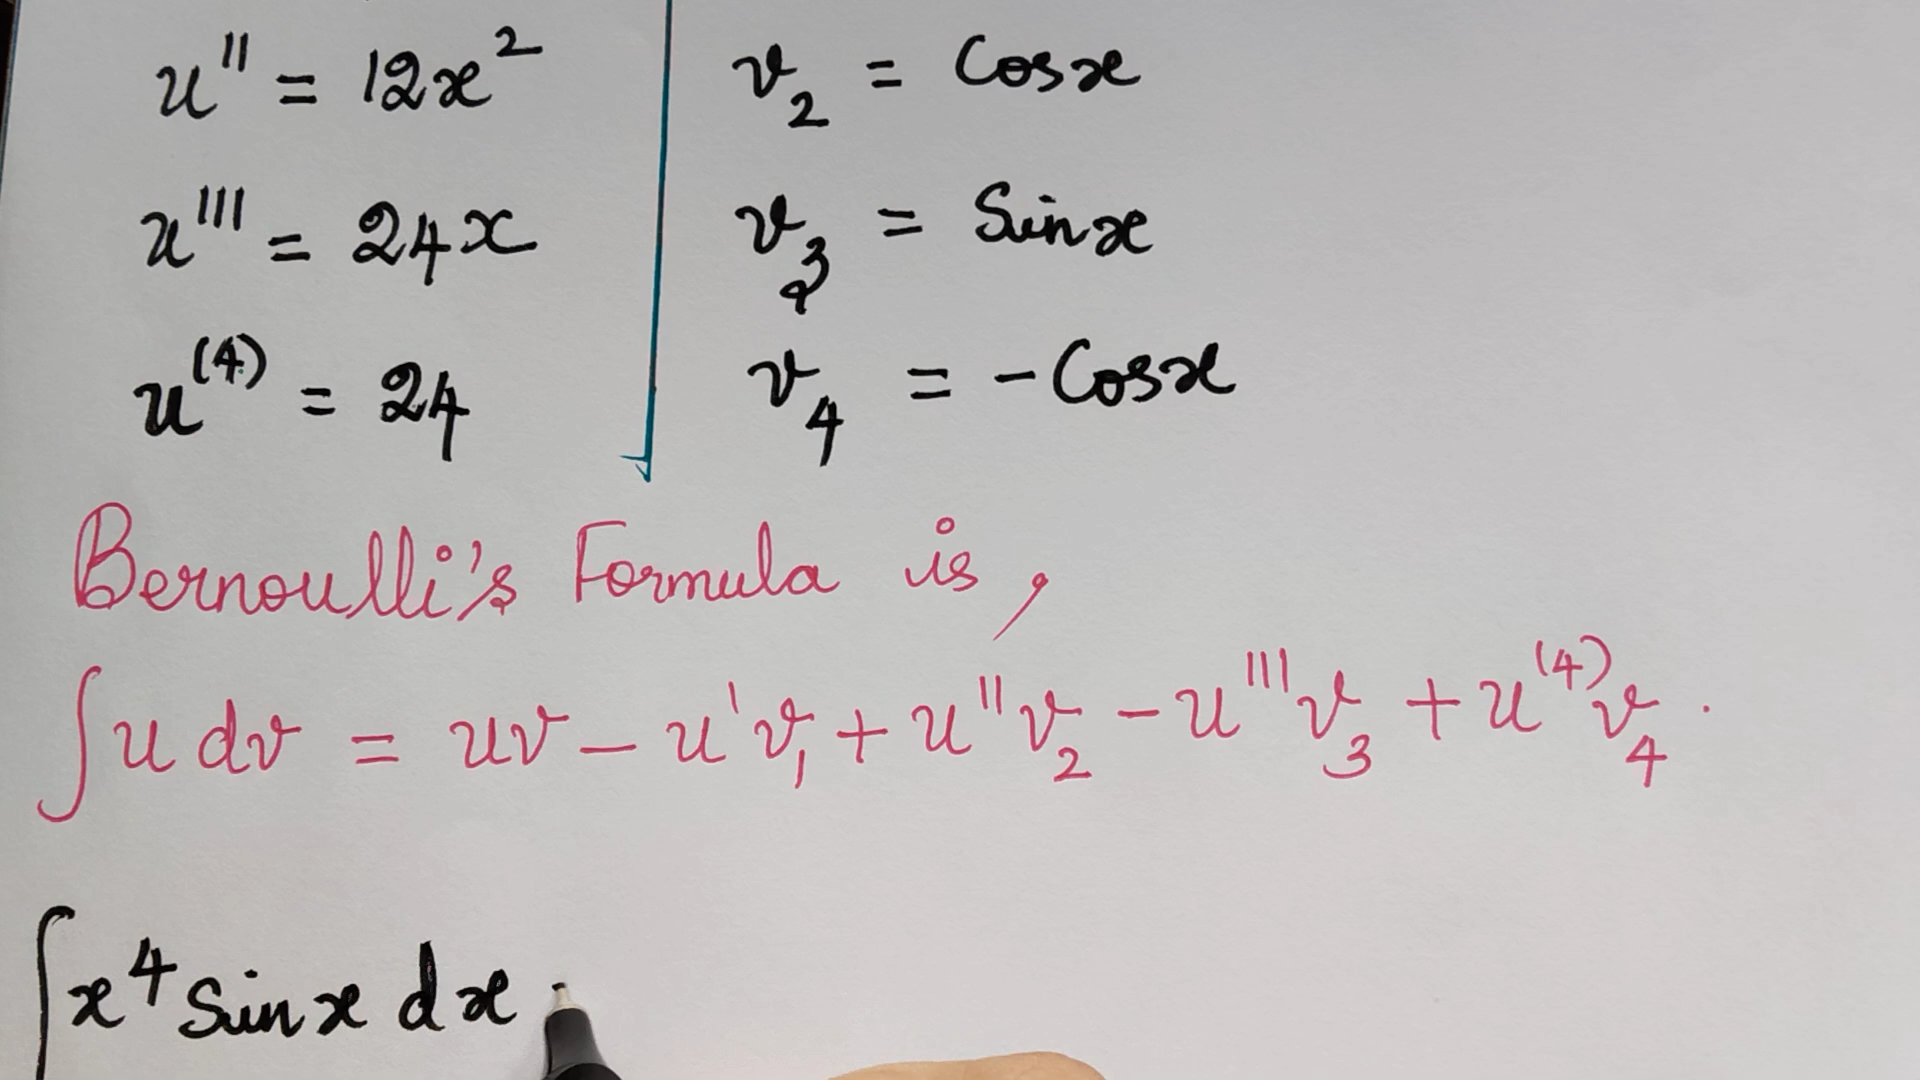 u'' = 12x² v₂ = Cosx
u''' = 24x v₃ = Sinx
u⁽⁴⁾ = 24 v₄ = -Cosx
Bernoulli's Formula is,
∫u dv = uv - u'v₁ + u''v₂ - u'''v₃ + u⁽⁴⁾v₄.
∫x⁴ Sinx dx